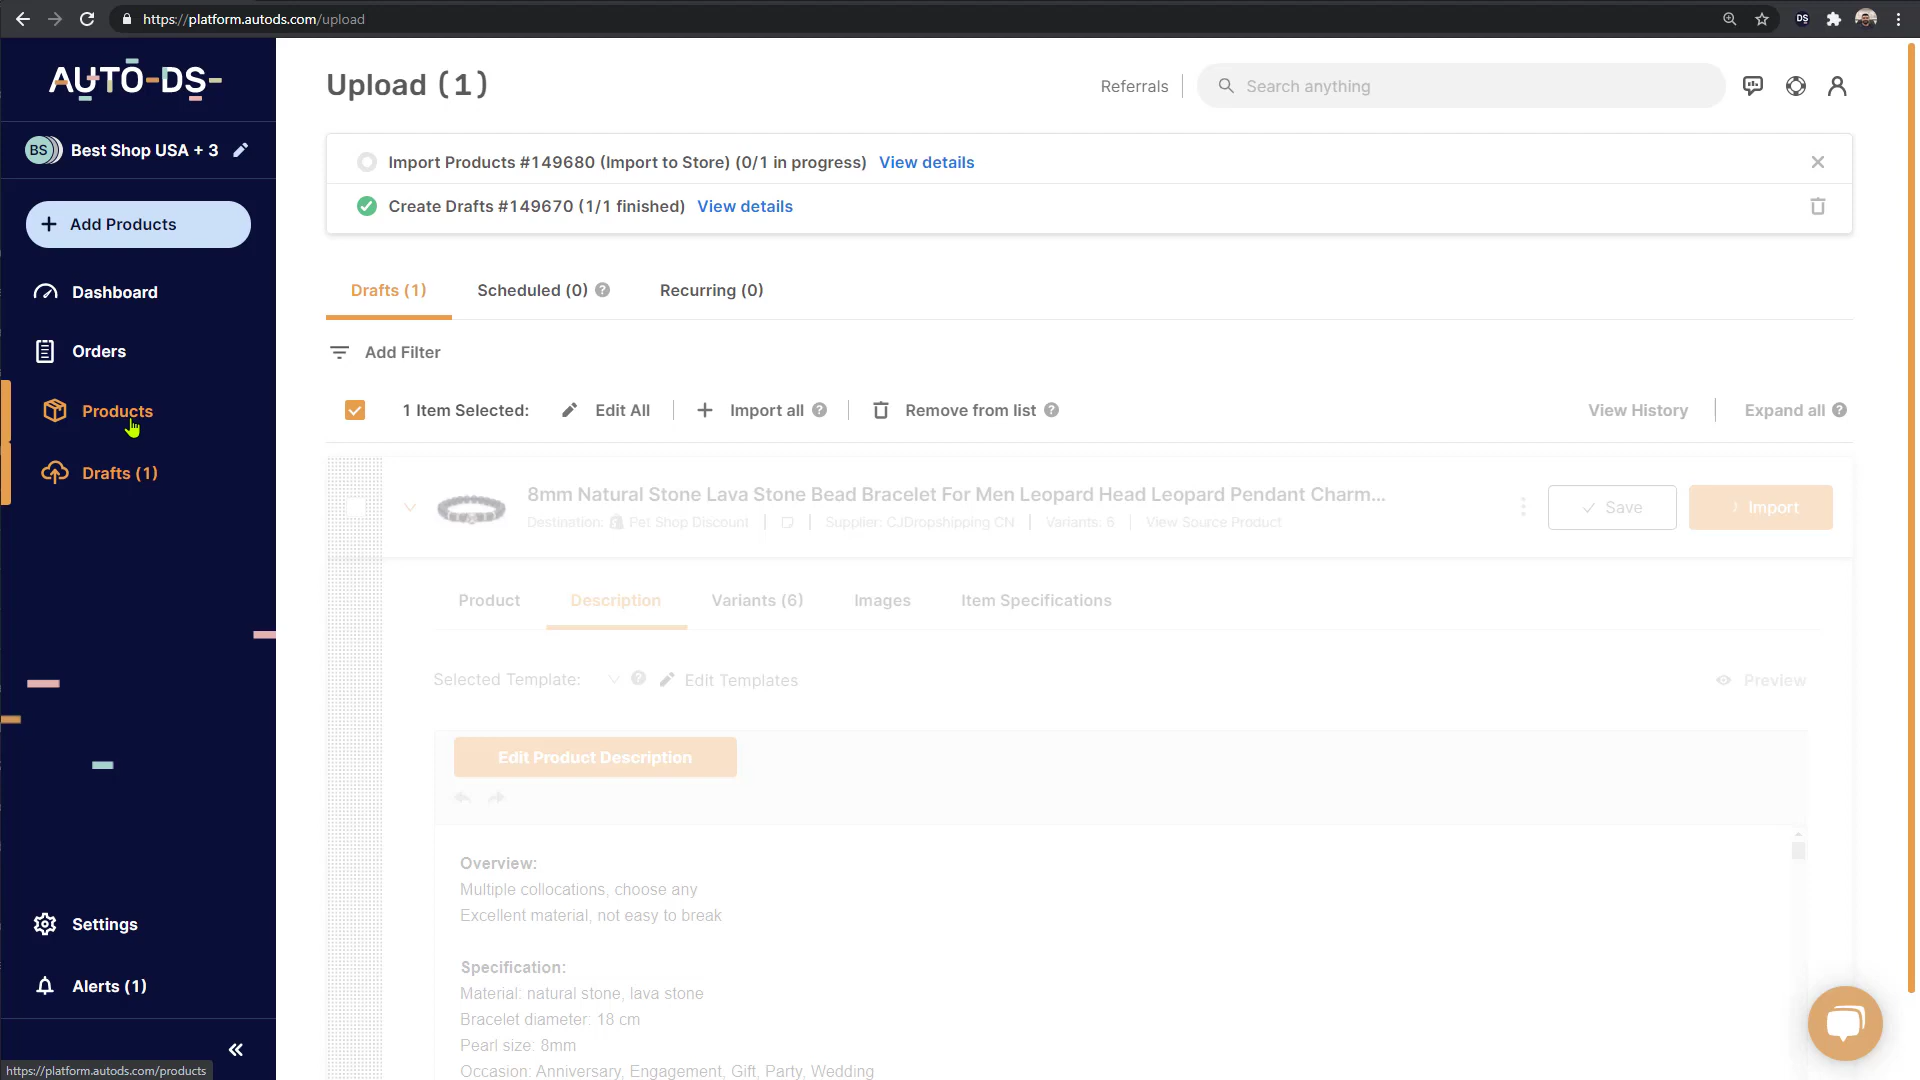 https://platform.autods.com/upload
DS
AUTO-DS-
BS Best Shop USA + 3
Add Products
Dashboard
Orders
Products
Drafts (1)
Settings
Alerts (1)
https://platform.autods.com/products
Upload (1)
Referrals
Search anything
Import Products #149680 (Import to Store) (0/1 in progress) View details
Create Drafts #149670 (1/1 finished) View details
Drafts (1) Scheduled (0) Recurring (0)
Add Filter
1 Item Selected: Edit All Import all Remove from list View History Expand all
8mm Natural Stone Lava Stone Bead Bracelet For Men Leopard Head Leopard Pendant Charm...
Destination: Pet Shop Discount Supplier: CJDropshipping CN Variants: 6 View Source Product
Save Import
Product Description Variants (6) Images Item Specifications
Selected Template: Edit Templates Preview
Edit Product Description
Overview:
Multiple collocations, choose any
Excellent material, not easy to break
Specification:
Material: natural stone, lava stone
Bracelet diameter: 18 cm
Pearl size: 8mm
Occasion: Anniversary, Engagement, Gift, Party, Wedding